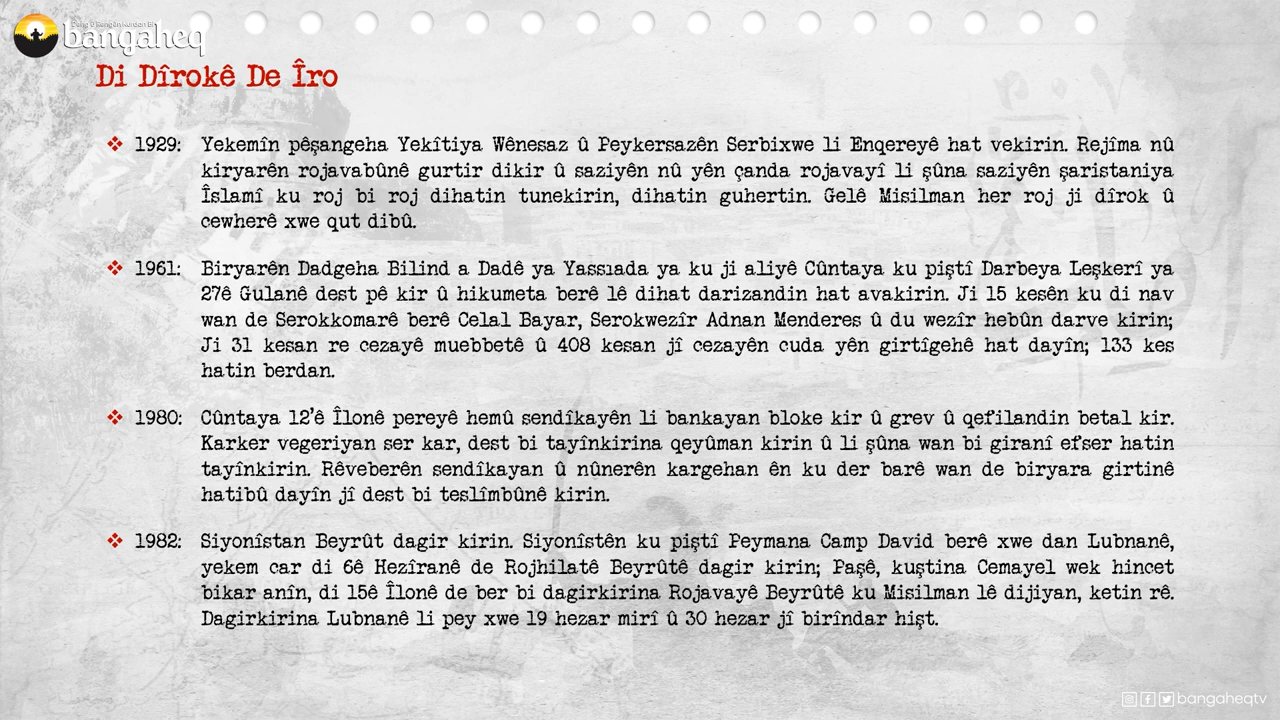 Deng û Rengên Kurdan Bi
bangaheq
Di Dîrokê De Îro
❖ 1929: Yekemîn pêşangeha Yekîtiya Wênesaz û Peykersazên Serbixwe li Enqereyê hat vekirin. Rejîma nû
kiryarên rojavabûnê gurtir dikir û saziyên nû yên çanda rojavayî li şûna saziyên şaristaniya
Îslamî ku roj bi roj dihatin tunekirin, dihatin guhertin. Gelê Misilman her roj ji dîrok û
cewherê xwe qut dibû.
❖ 1961: Biryarên Dadgeha Bilind a Dadê ya Yassıada ya ku ji aliyê Cûntaya ku piştî Darbeya Leşkerî ya
27ê Gulanê dest pê kir û hikumeta berê lê dihat darizandin hat avakirin. Ji 15 kesên ku di nav
wan de Serokkomarê berê Celal Bayar, Serokwezîr Adnan Menderes û du wezîr hebûn darve kirin;
Ji 31 kesan re cezayê muebbetê û 408 kesan jî cezayên cuda yên girtîgehê hat dayîn; 133 kes
hatin berdan.
❖ 1980: Cûntaya 12'ê Îlonê pereyê hemû sendîkayên li bankayan bloke kir û grev û qefilandin betal kir.
Karker vegeriyan ser kar, dest bi tayînkirina qeyûman kirin û li şûna wan bi giranî efser hatin
tayînkirin. Rêveberên sendîkayan û nûnerên kargehan ên ku der barê wan de biryara girtinê
hatibû dayîn jî dest bi teslîmbûnê kirin.
❖ 1982: Siyonîstan Beyrût dagir kirin. Siyonîstên ku piştî Peymana Camp David berê xwe dan Lubnanê,
yekem car di 6ê Hezîranê de Rojhilatê Beyrûtê dagir kirin; Paşê, kuştina Cemayel wek hincet
bikar anîn, di 15ê Îlonê de ber bi dagirkirina Rojavayê Beyrûtê ku Misilman lê dijiyan, ketin rê.
Dagirkirina Lubnanê li pey xwe 19 hezar mirî û 30 hezar jî birîndar hişt.
bangaheqtv